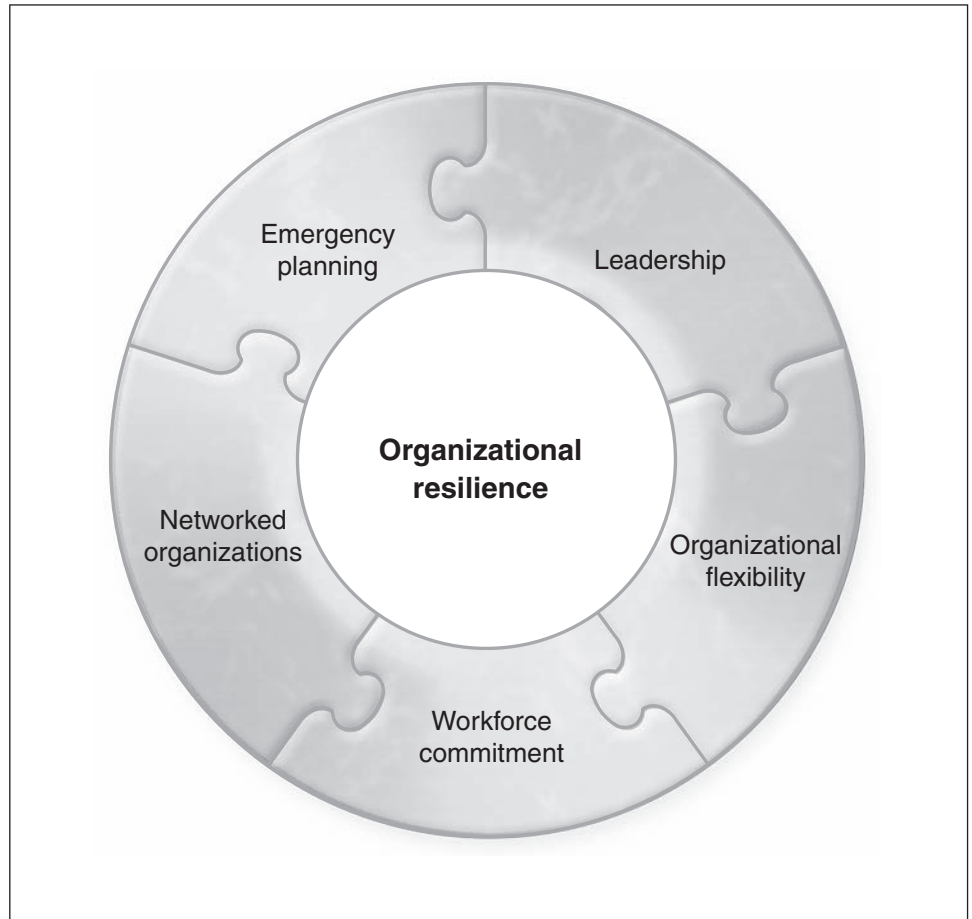 Emergency
planning
Leadership
Organizational
resilience
Networked
organizations
Organizational
flexibility
Workforce
commitment